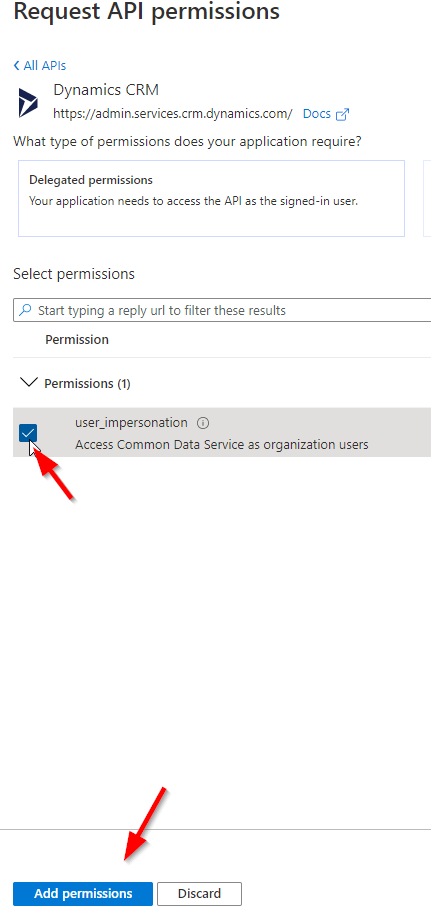 Request API permissions
All APIs
Dynamics CRM
https://admin.services.crm.dynamics.com/ Docs
What type of permissions does your application require?
Delegated permissions
Your application needs to access the API as the signed-in user.
Select permissions
Start typing a reply url to filter these results
Permission
Permissions (1)
user_impersonation
Access Common Data Service as organization users
Add permissions Discard